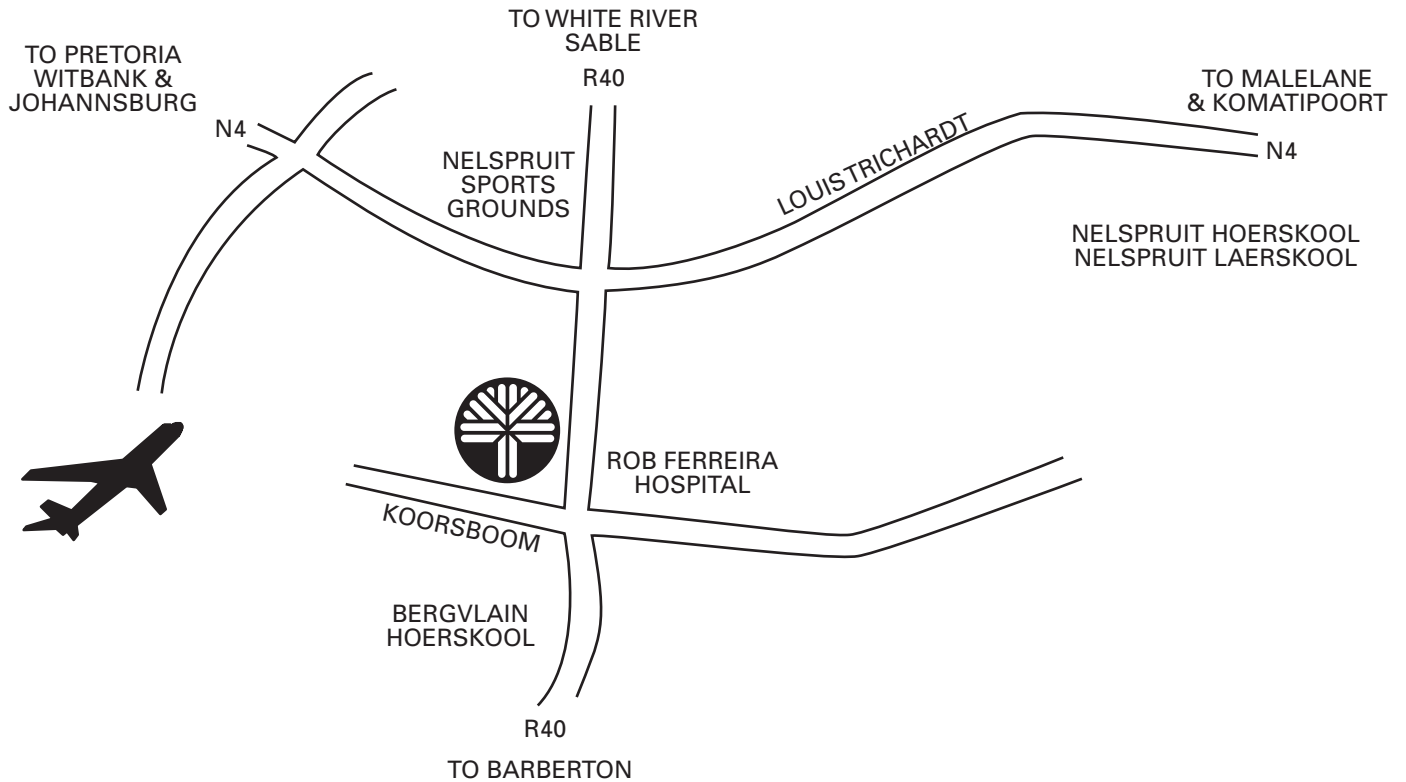 TO WHITE RIVER
SABLE
R40
TO PRETORIA
WITBANK &
JOHANNSBURG
N4
TO MALELANE
& KOMATIPOORT
N4
NELSPRUIT
SPORTS
GROUNDS
LOUIS TRICHARDT
NELSPRUIT HOERSKOOL
NELSPRUIT LAERSKOOL
ROB FERREIRA
HOSPITAL
KOORSBOOM
BERGVLAIN
HOERSKOOL
R40
TO BARBERTON